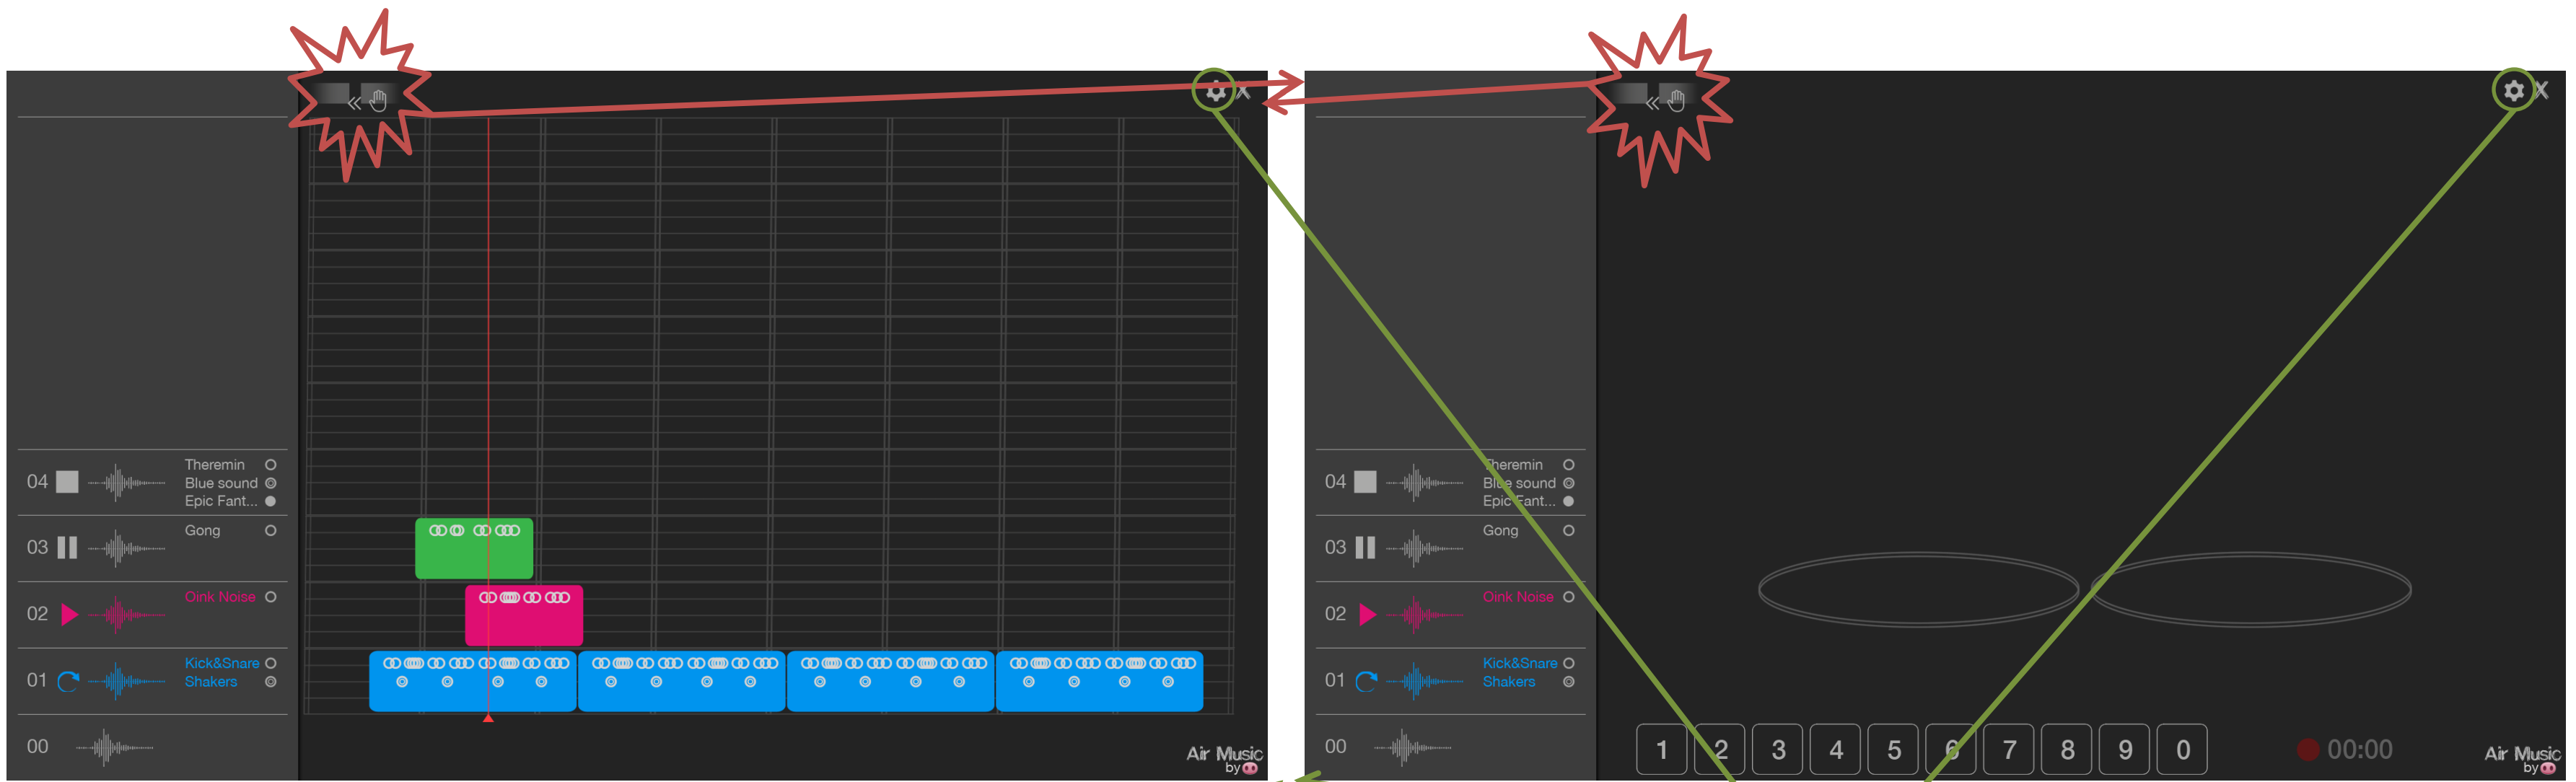 X
04
Theremin
Blue sound
Epic Fant...
03
Gong
02
Oink Noise
01
Kick&Snare
Shakers
00
Air Music
by
X
04
Theremin
Blue sound
Epic Fant...
03
Gong
02
Oink Noise
01
Kick&Snare
Shakers
00
1 2 3 4 5 6 7 8 9 0
00:00
Air Music
by